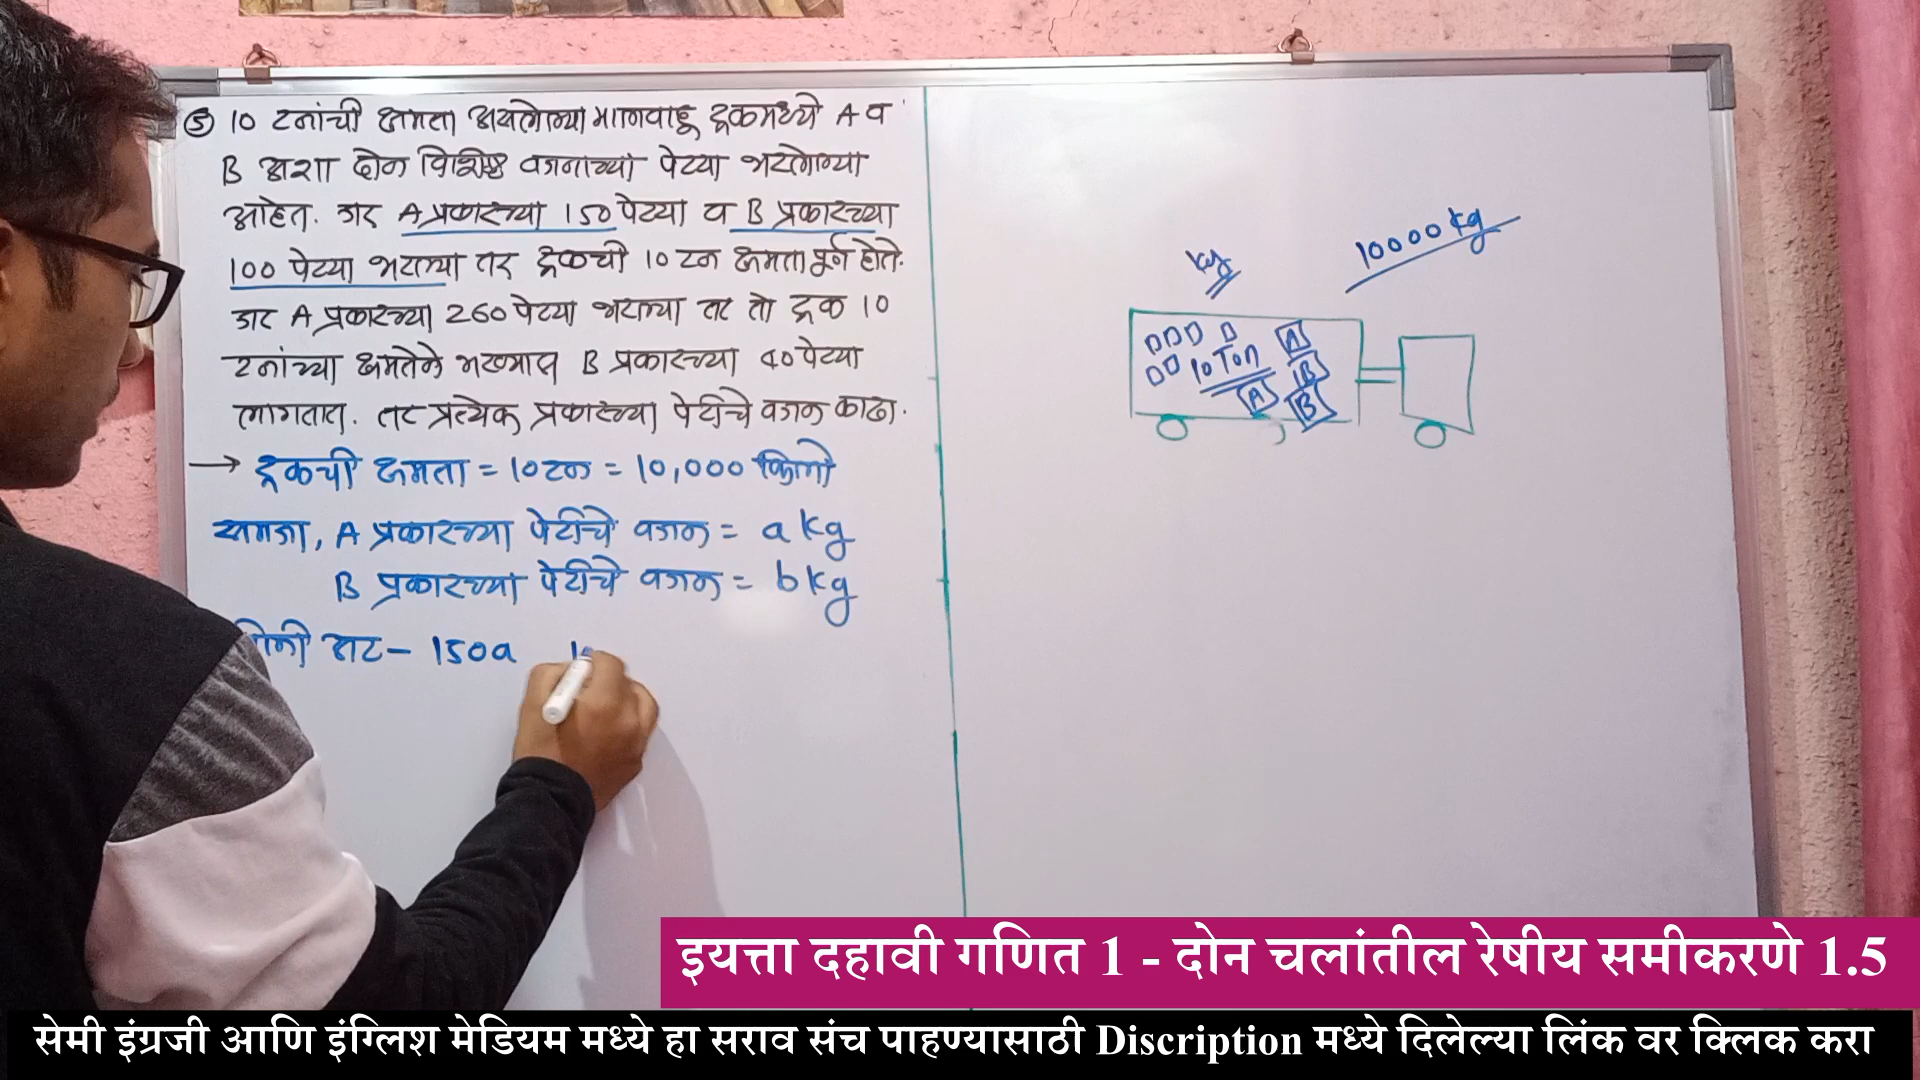 ⑤ 10 टनांची क्षमता असलेल्या मालवाहू ट्रकमध्ये A व
B अशा दोन विशिष्ट वजनाच्या पेट्या भरलेल्या
आहेत. जर A प्रकारच्या 150 पेट्या व B प्रकारच्या
100 पेट्या भरल्या तर ट्रकची 10 टन क्षमता पूर्ण होते.
जर A प्रकारच्या 260 पेट्या भरल्या तर तो ट्रक 10
टनांच्या क्षमतेने भरण्यास B प्रकारच्या 40 पेट्या
लागतात. तर प्रत्येक प्रकारच्या पेटीचे वजन काढा.
→ ट्रकची क्षमता = 10 टन = 10,000 किलो
समजा, A प्रकारच्या पेटीचे वजन = a kg
B प्रकारच्या पेटीचे वजन = b kg
अट – 150a
kg
10000 kg
10 Ton
A
B
A
B
इयत्ता दहावी गणित 1 - दोन चलांतील रेषीय समीकरणे 1.5
सेमी इंग्रजी आणि इंग्लिश मेडियम मध्ये हा सराव संच पाहण्यासाठी Discription मध्ये दिलेल्या लिंक वर क्लिक करा